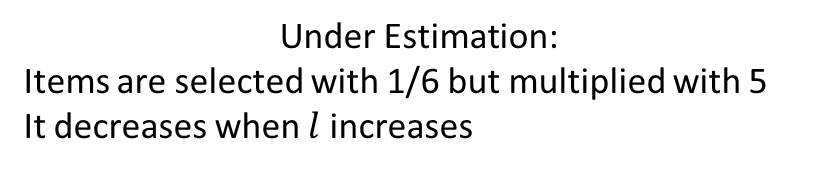 Under Estimation:
Items are selected with 1/6 but multiplied with 5
It decreases when l increases